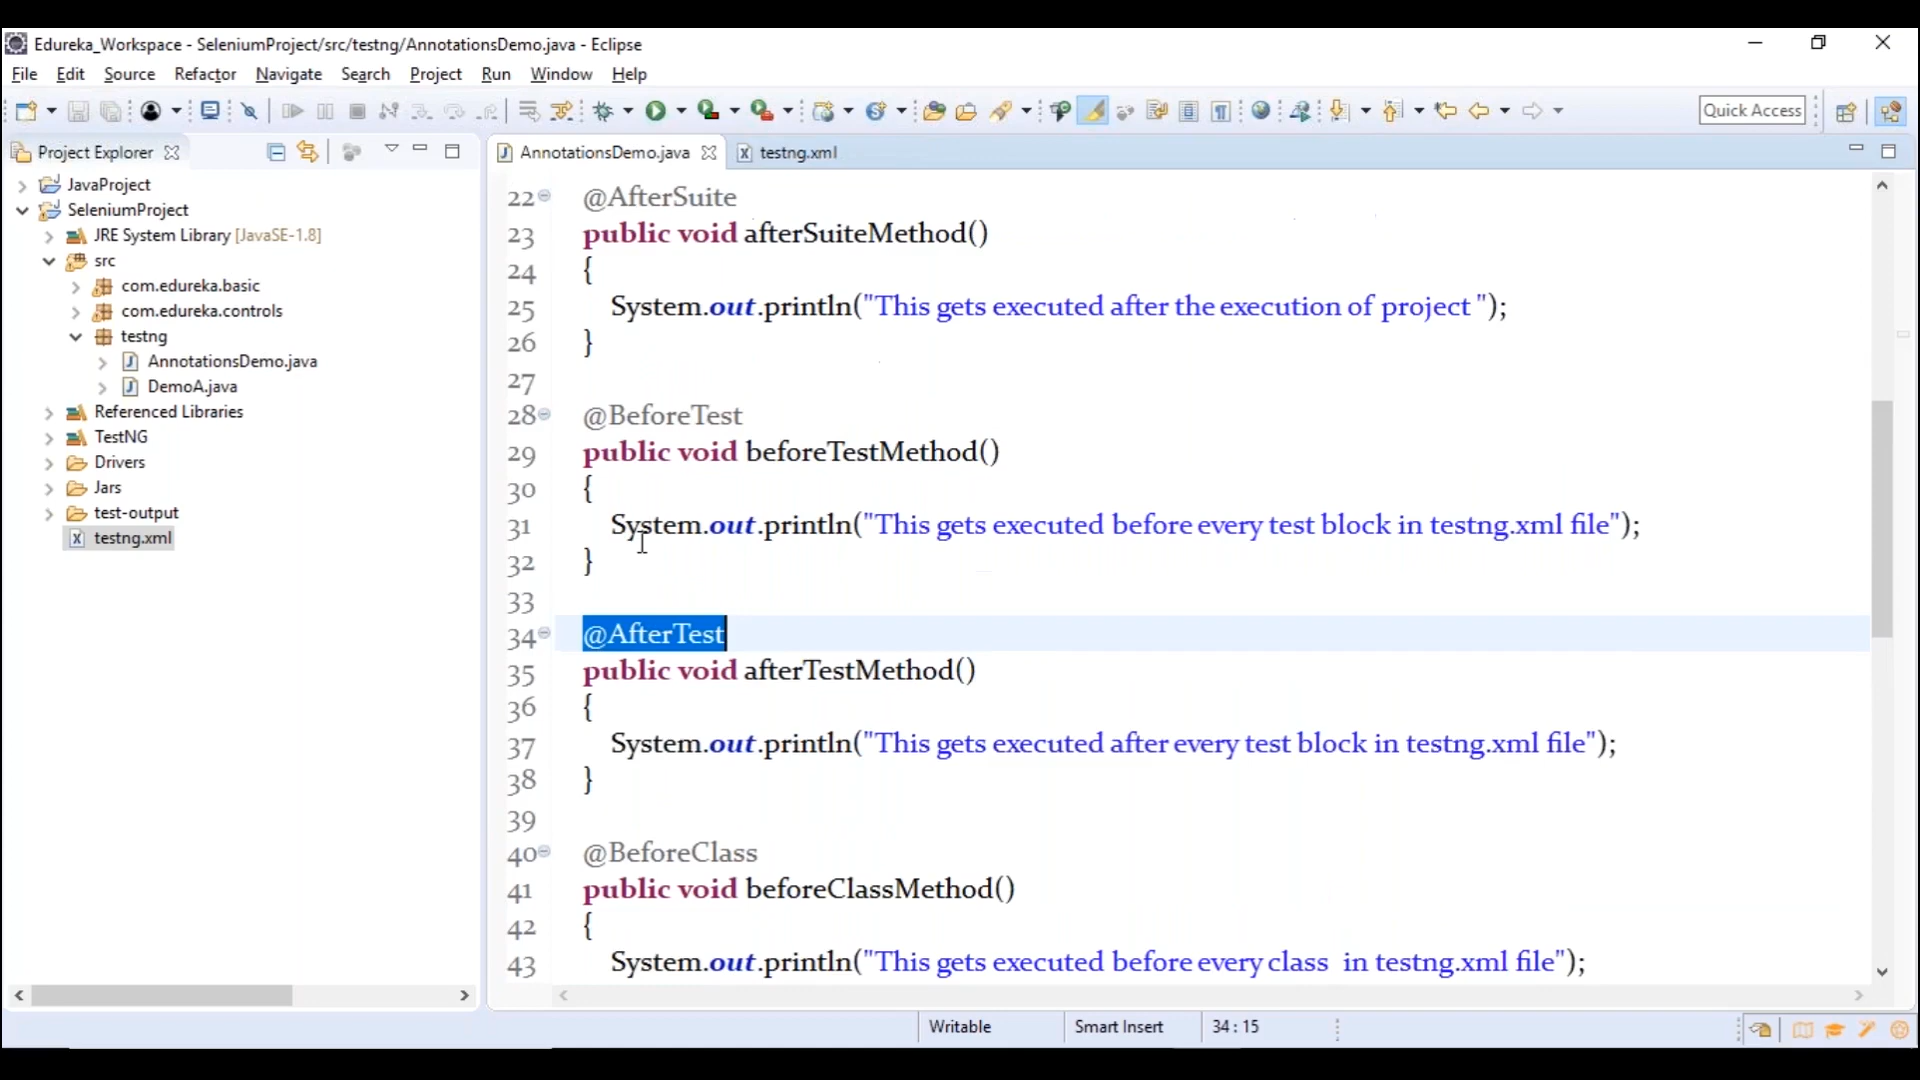 Edureka_Workspace - SeleniumProject/src/testng/AnnotationsDemo.java - Eclipse
File Edit Source Refactor Navigate Search Project Run Window Help
Quick Access
Project Explorer
JavaProject
SeleniumProject
JRE System Library [JavaSE-1.8]
src
com.edureka.basic
com.edureka.controls
testng
AnnotationsDemo.java
DemoA.java
Referenced Libraries
TestNG
Drivers
Jars
test-output
testng.xml
AnnotationsDemo.java testng.xml
22 @AfterSuite
23 public void afterSuiteMethod()
24 {
25 System.out.println("This gets executed after the execution of project ");
26 }
27
28 @BeforeTest
29 public void beforeTestMethod()
30 {
31 System.out.println("This gets executed before every test block in testng.xml file");
32 }
33
34 @AfterTest
35 public void afterTestMethod()
36 {
37 System.out.println("This gets executed after every test block in testng.xml file");
38 }
39
40 @BeforeClass
41 public void beforeClassMethod()
42 {
43 System.out.println("This gets executed before every class  in testng.xml file");
Writable Smart Insert 34 : 15